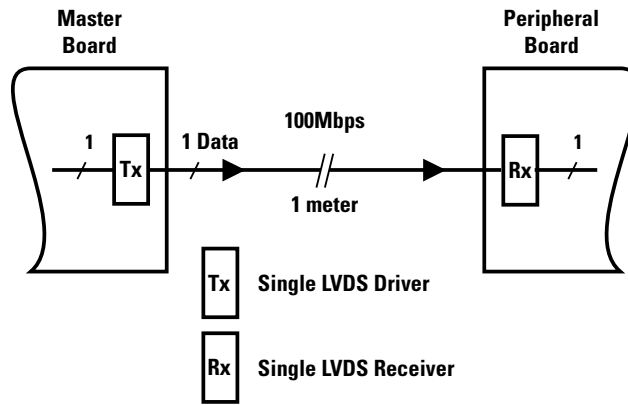 Master
Board
Peripheral
Board
1
Tx
1 Data
100Mbps
1 meter
Rx
1
Tx
Single LVDS Driver
Rx
Single LVDS Receiver